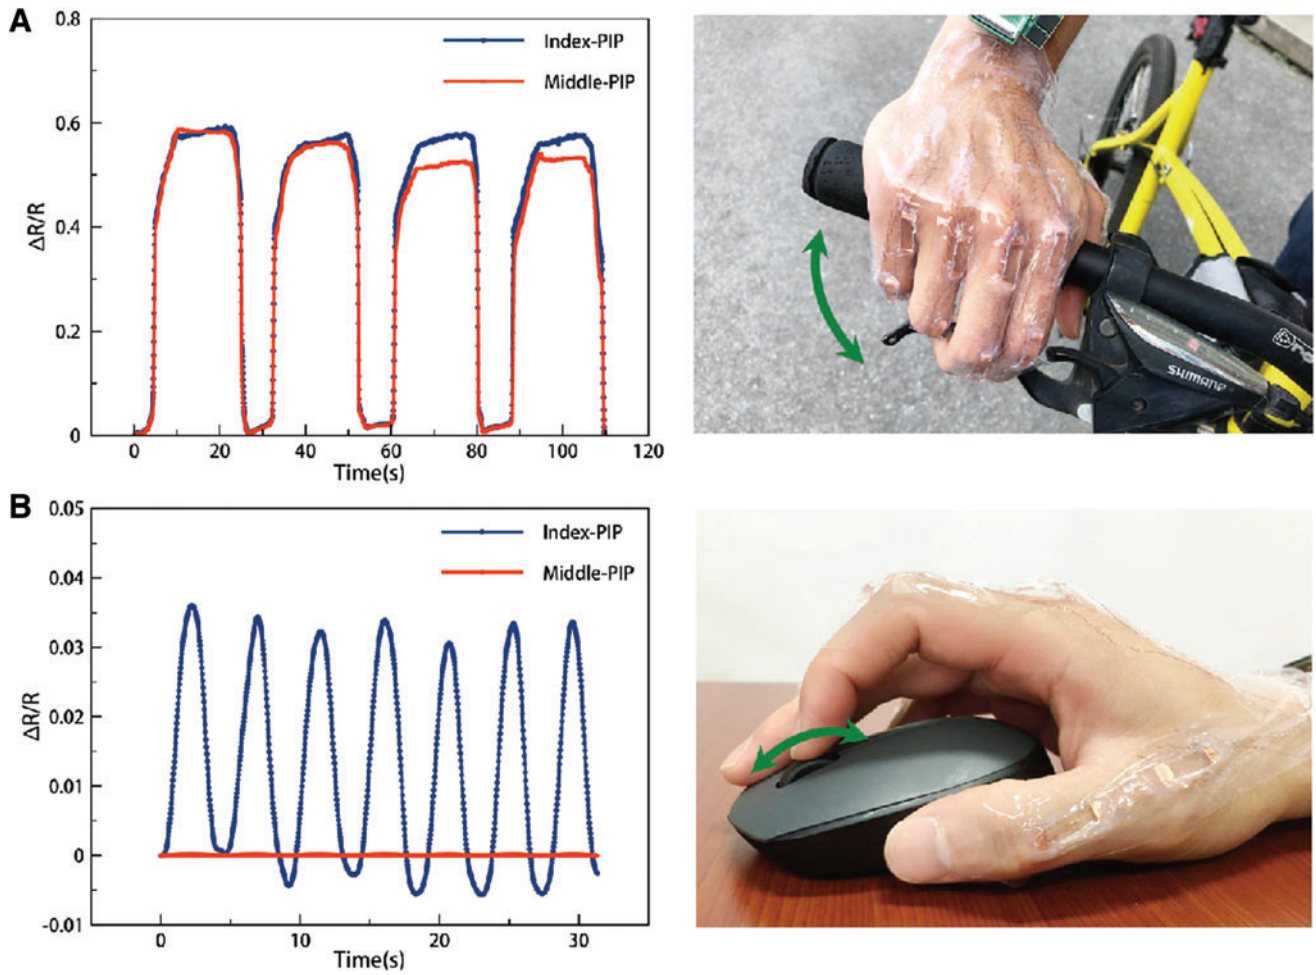 A
0.8
Index-PIP
Middle-PIP
0.6
ΔR/R
0.4
0.2
0
0 20 40 60 80 100 120
Time(s)
SHIMANO
B
0.05
Index-PIP
0.04
Middle-PIP
0.03
ΔR/R
0.02
0.01
0
-0.01
0 10 20 30
Time(s)